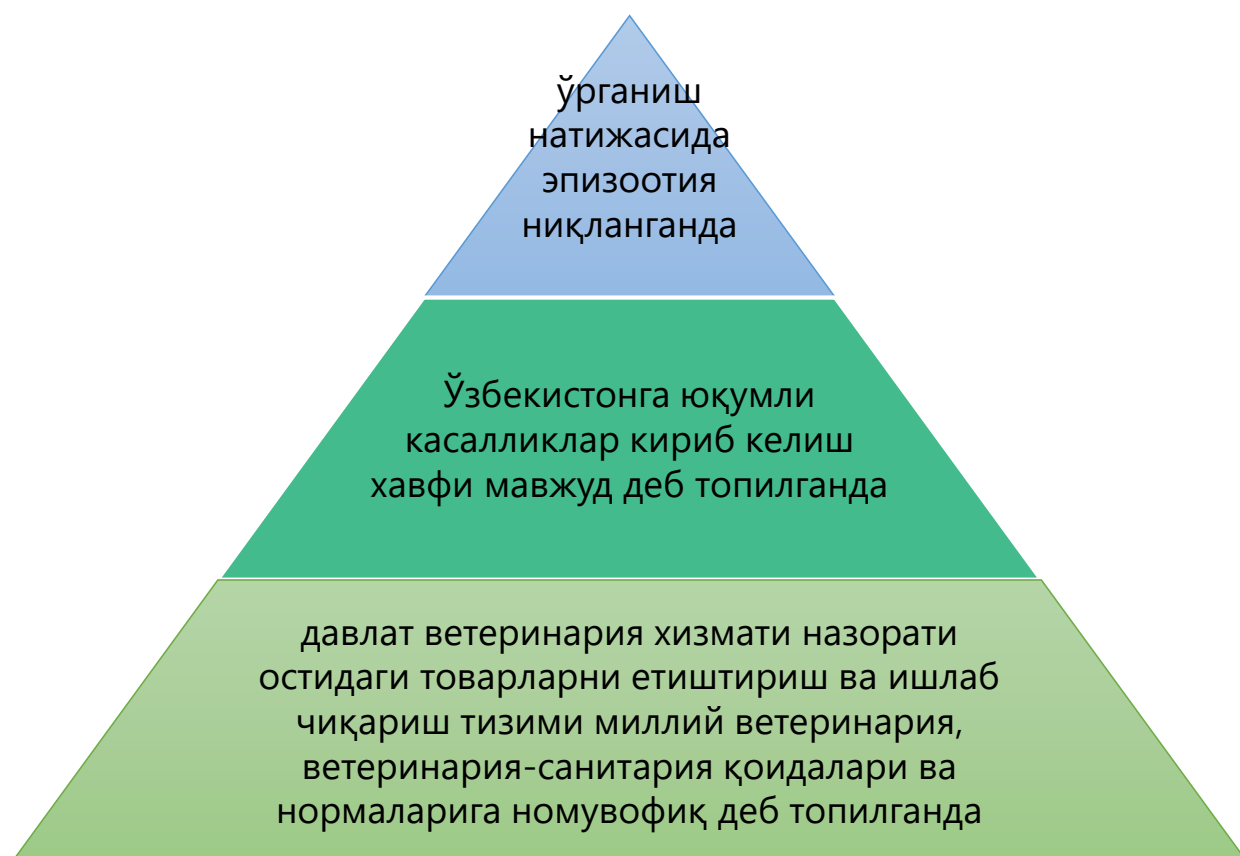 ўрганиш
натижасида
эпизоотия
ниқланганда
Ўзбекистонга юқумли
касалликлар кириб келиш
хавфи мавжуд деб топилганда
давлат ветеринария хизмати назорати
остидаги товарларни етиштириш ва ишлаб
чиқариш тизими миллий ветеринария,
ветеринария-санитария қоидалари ва
нормаларига номувофиқ деб топилганда